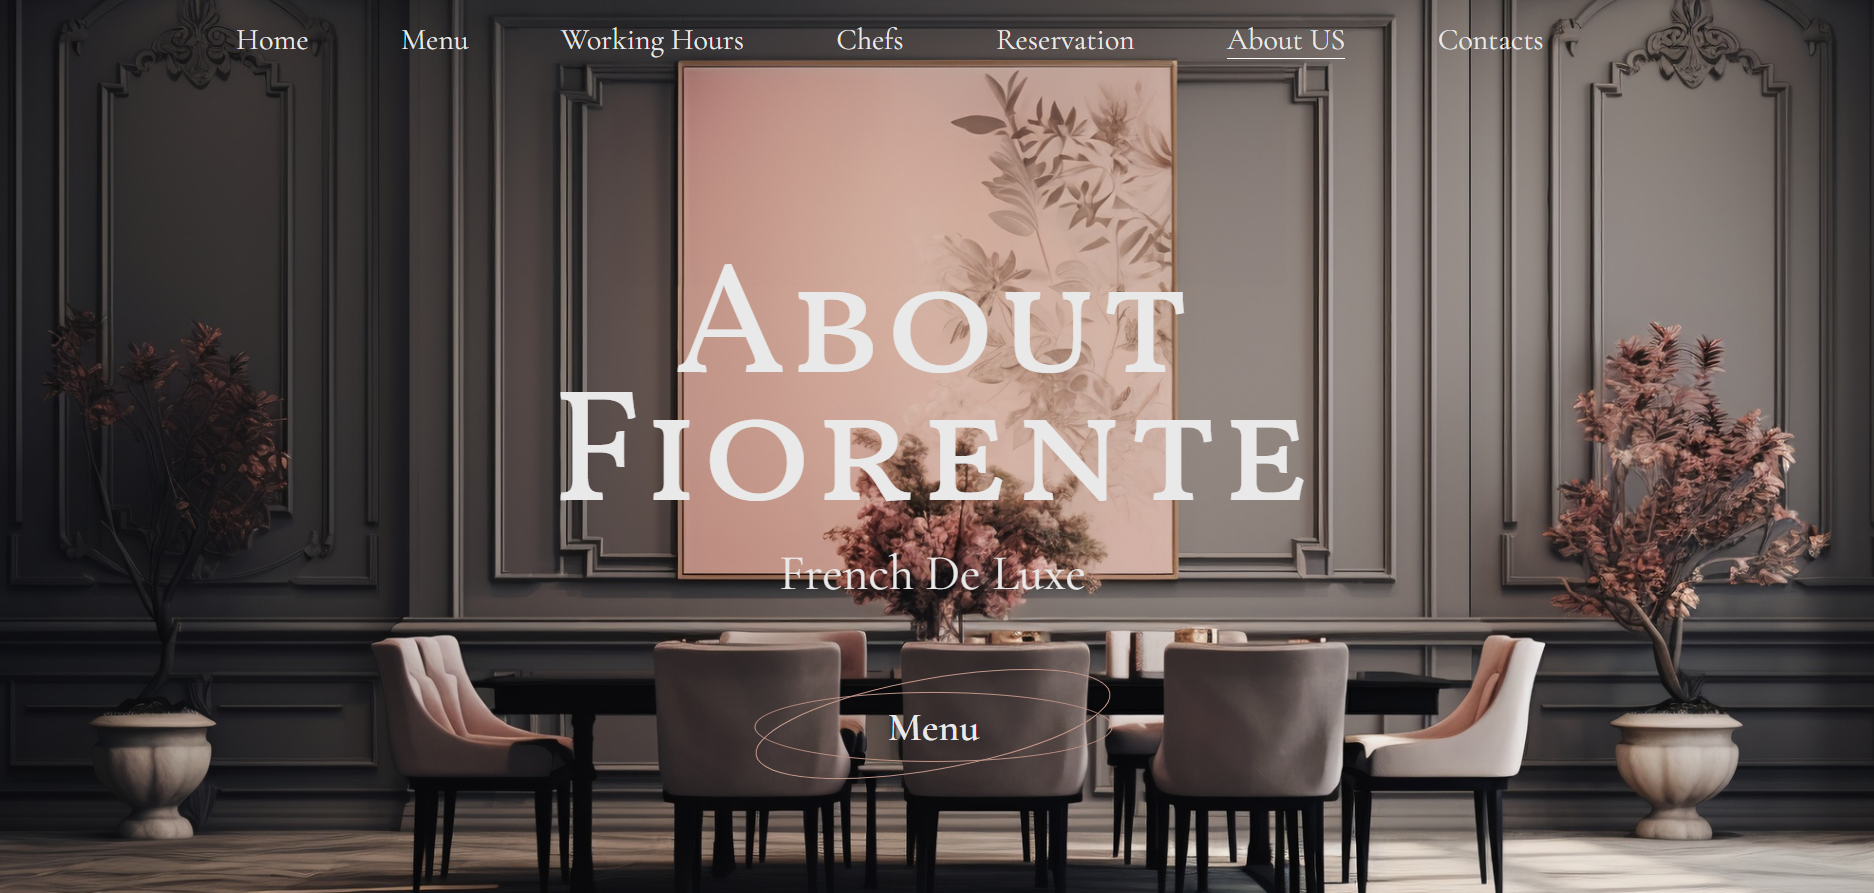 Home Menu Working Hours Chefs Reservation About US Contacts
About
Fiorente
French De Luxe
Menu